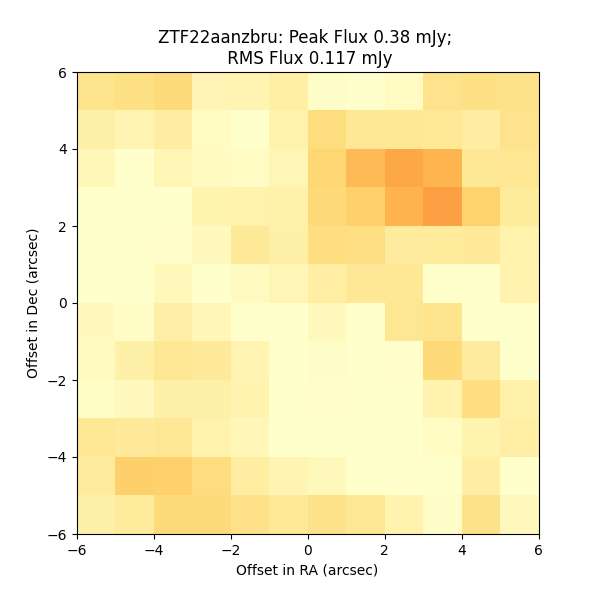 ZTF22aanzbru: Peak Flux 0.38 mJy;
RMS Flux 0.117 mJy
6
4
2
0
−2
−4
−6
Offset in Dec (arcsec)
−6 −4 −2 0 2 4 6
Offset in RA (arcsec)